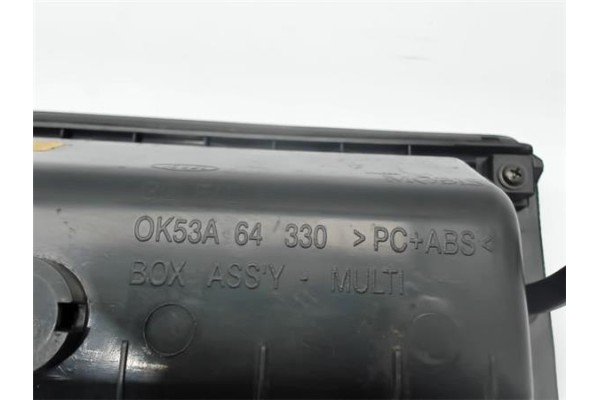 OK53A 64 330 >PC+ABS<
BOX ASS'Y - MULTI